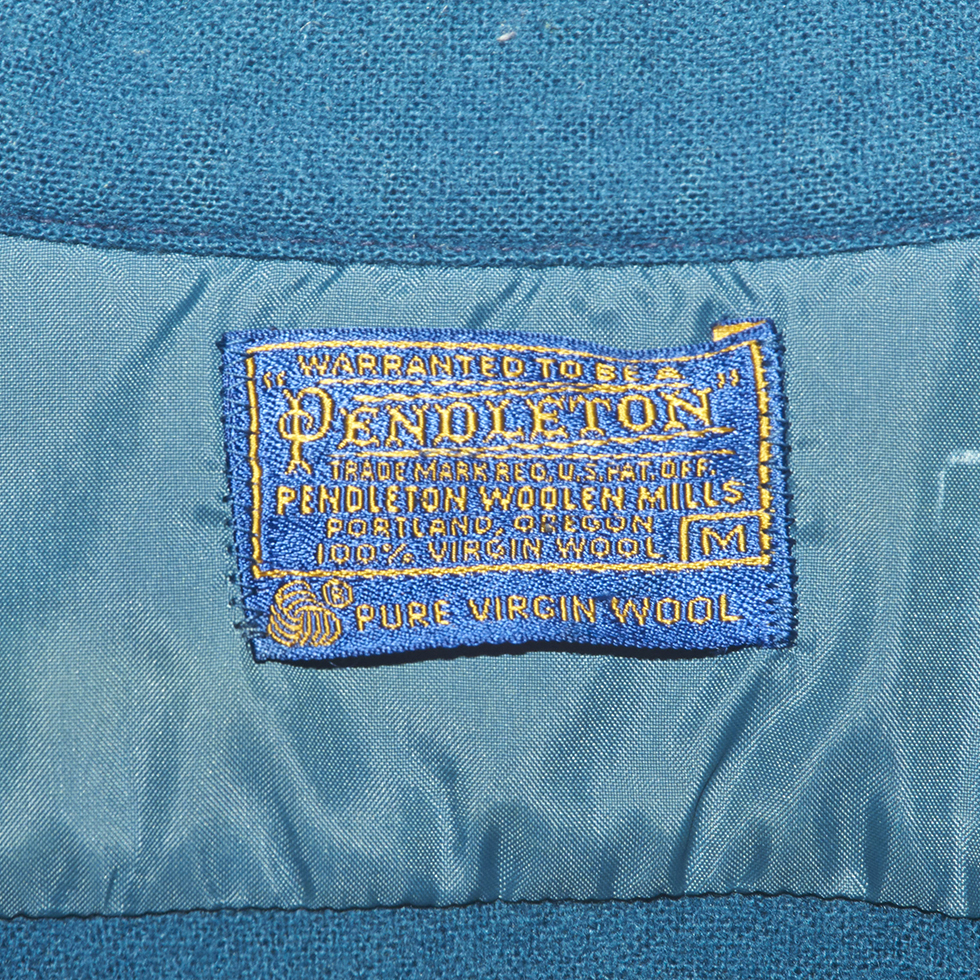 WARRANTED TO BE A
"PENDLETON"
TRADE MARK REG. U.S. PAT. OFF.
PENDLETON WOOLEN MILLS
PORTLAND, OREGON
100% VIRGIN WOOL M
® PURE VIRGIN WOOL